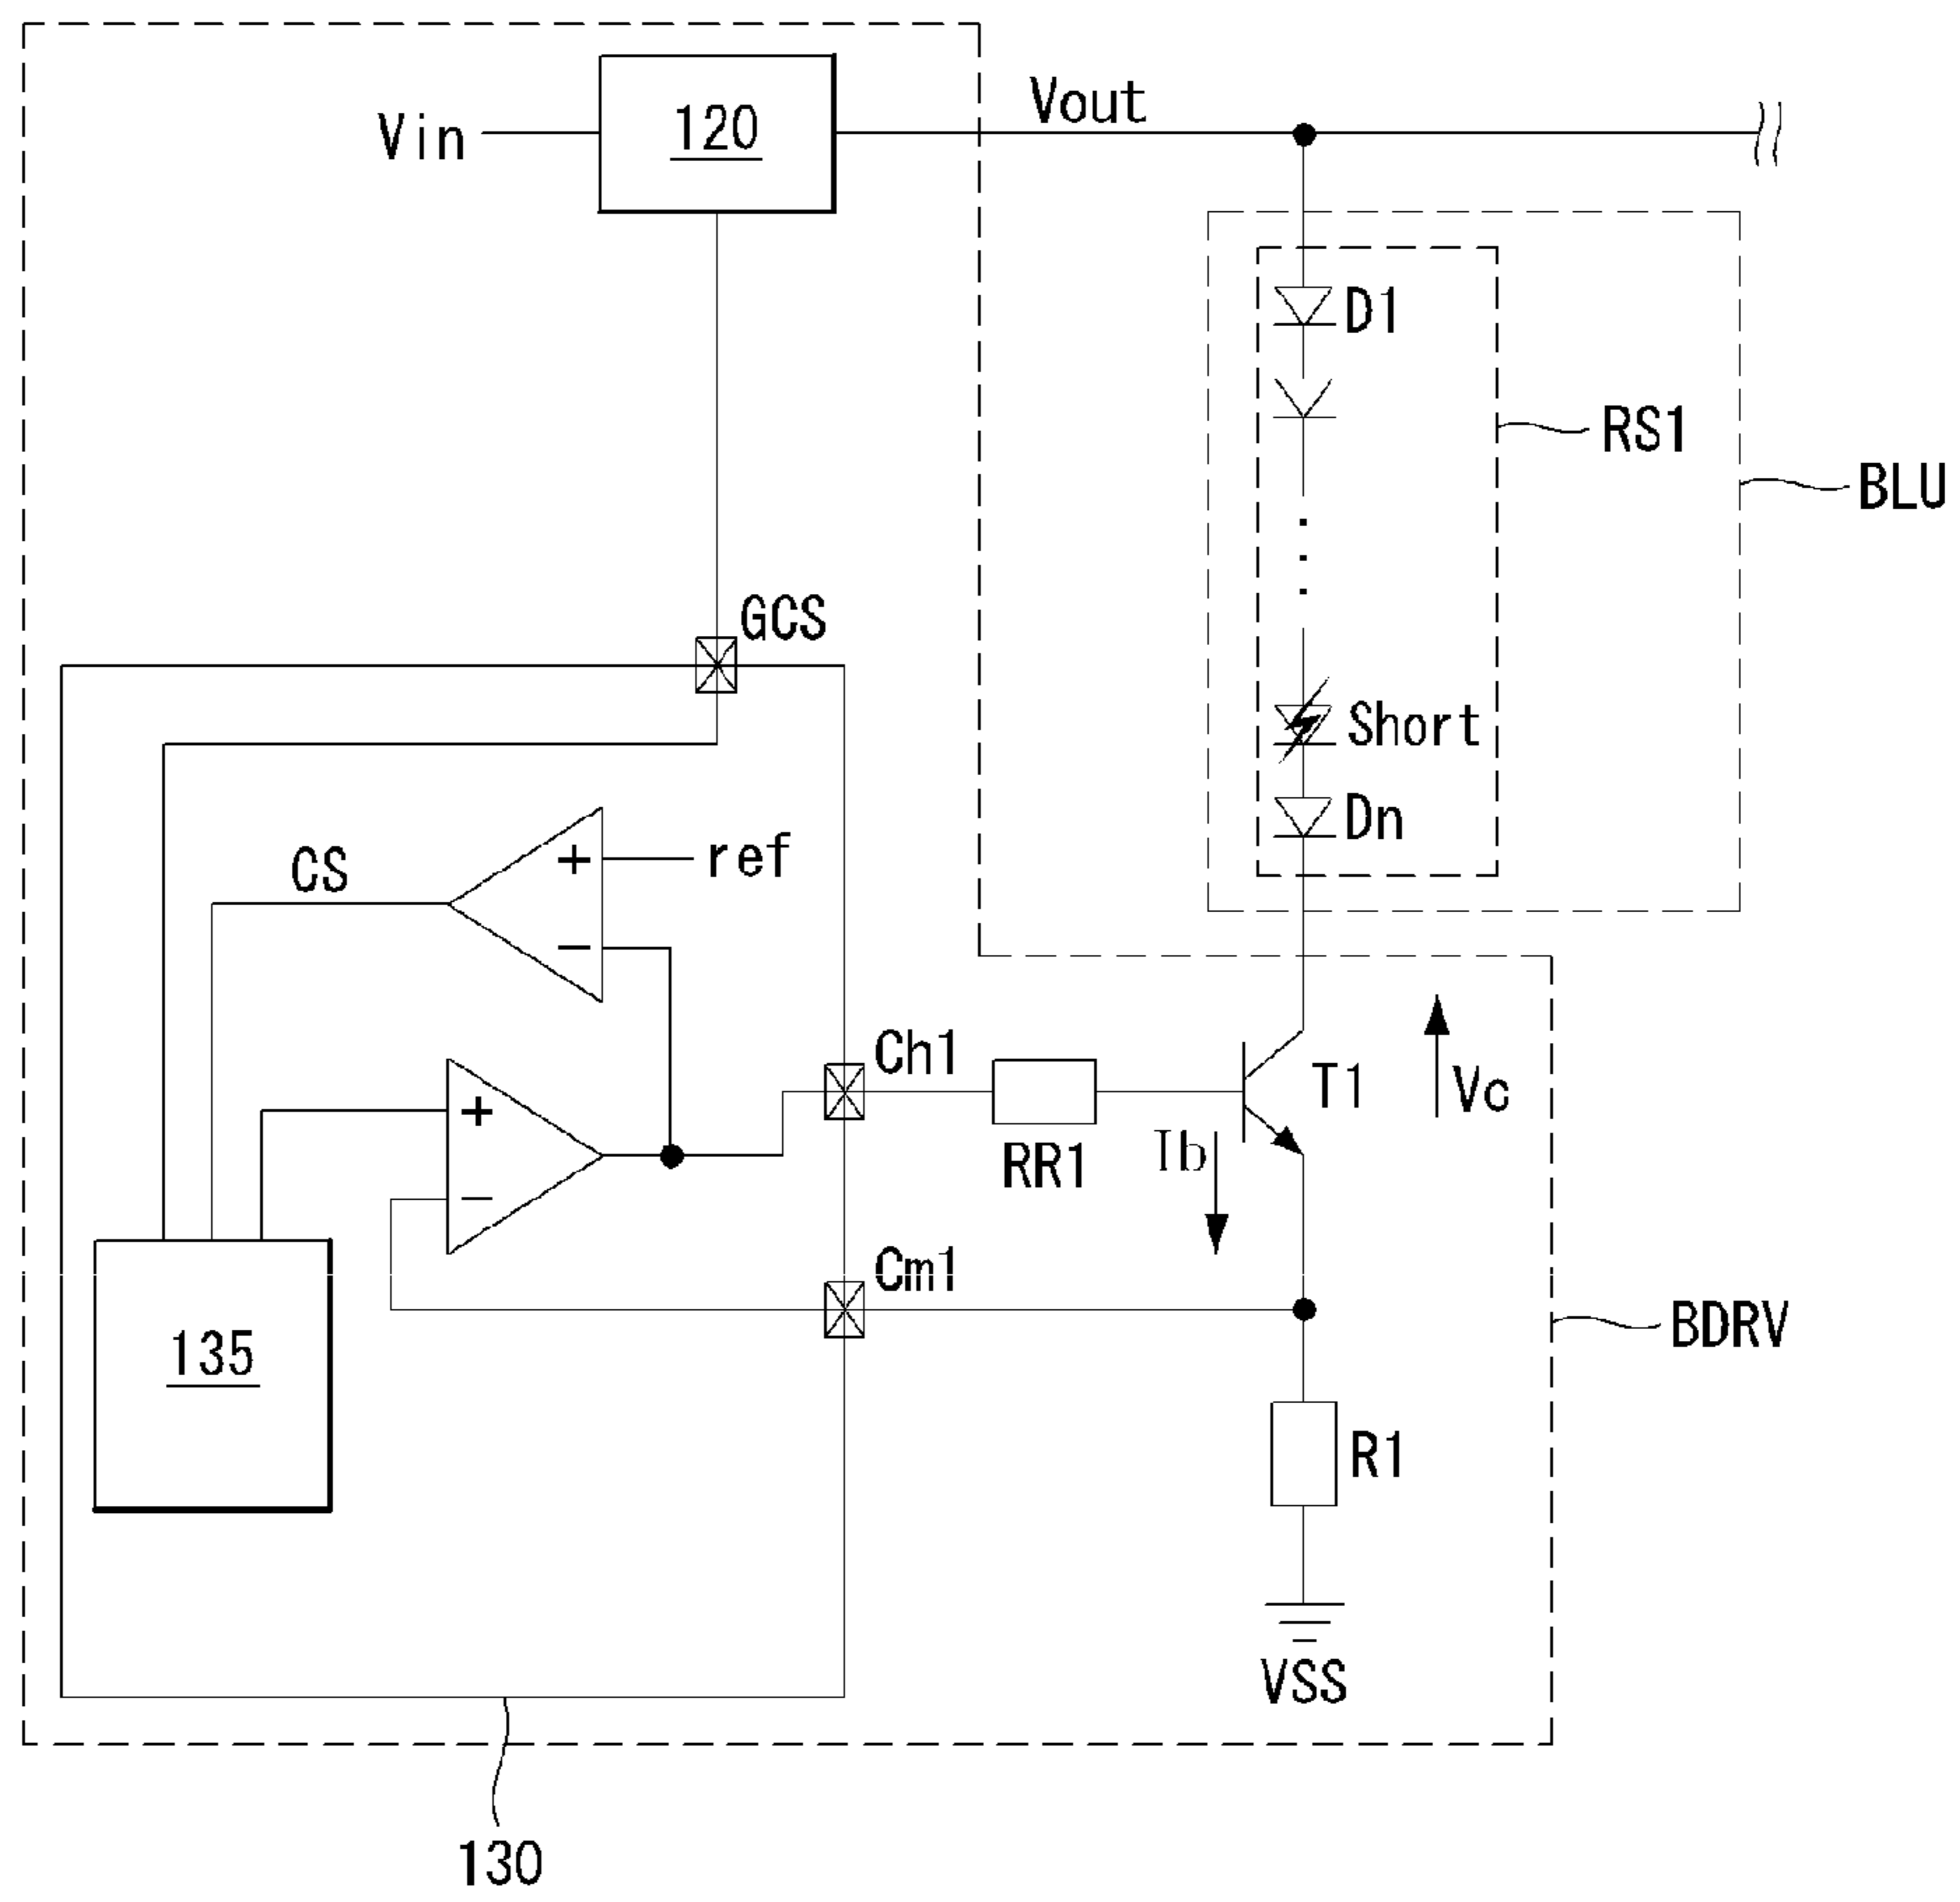 Vin
120
Vout
D1
RS1
BLU
GCS
Short
Dn
+
ref
CS
−
Ch1
T1
Vc
+
RR1
Ib
−
Cm1
135
BDRV
R1
VSS
130